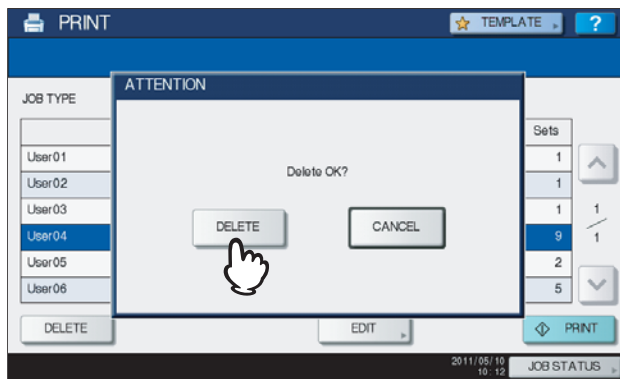 PRINT
TEMPLATE
?
ATTENTION
JOB TYPE
Sets
Delete OK?
User01 1
User02 1
User03 1
User04 9
User05 2
User06 5
1
1
DELETE CANCEL
DELETE EDIT PRINT
2011/05/10
10:12
JOB STATUS